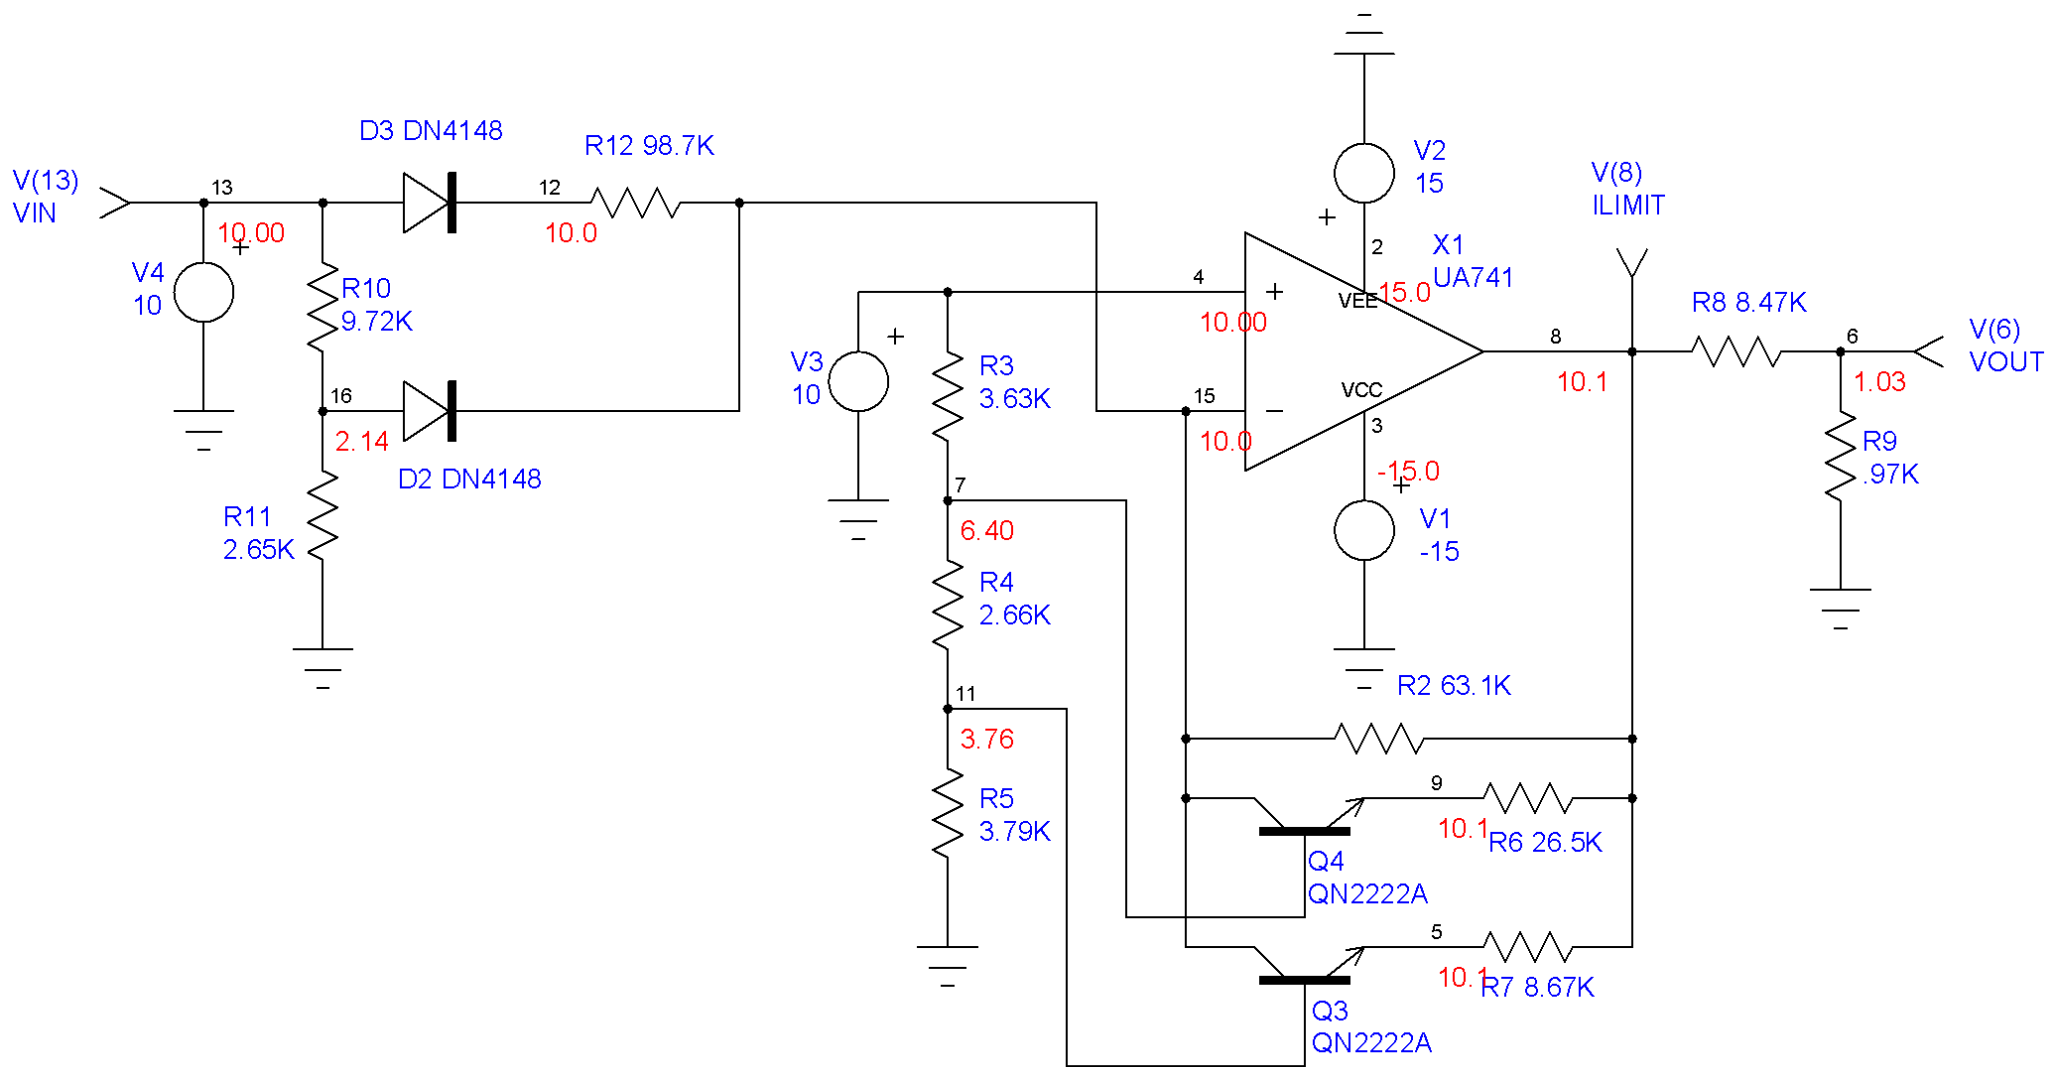 D3 DN4148
R12 98.7K
V(13)
VIN
13
10.00
12
10.0
+
V4
10
R10
9.72K
16
2.14
D2 DN4148
R11
2.65K
V2
15
+
2
X1
UA741
VEE
15.0
4
+
10.00
15
−
10.0
VCC
3
-15.0
+
V1
-15
V3
10
+
R3
3.63K
7
6.40
R4
2.66K
11
3.76
R5
3.79K
V(8)
ILIMIT
8
10.1
R8 8.47K
6
1.03
V(6)
VOUT
R9
.97K
R2 63.1K
9
10.1
R6 26.5K
Q4
QN2222A
5
10.1
R7 8.67K
Q3
QN2222A